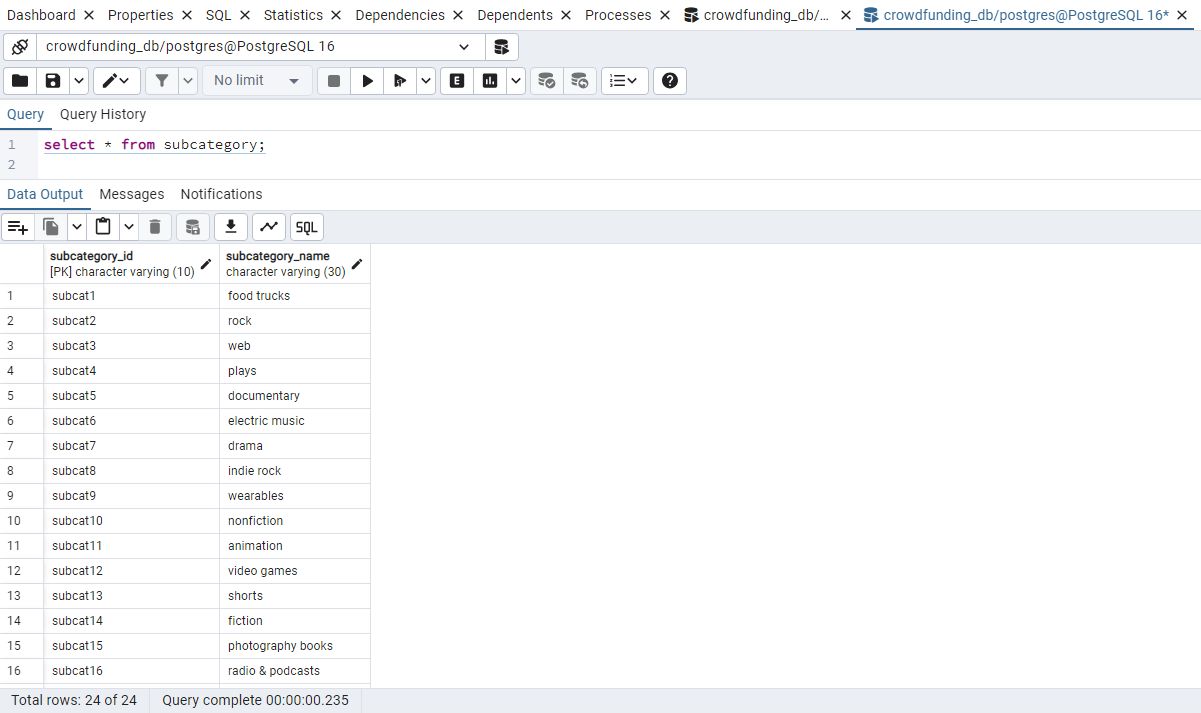 Dashboard Properties SQL Statistics Dependencies Dependents Processes crowdfunding_db/... crowdfunding_db/postgres@PostgreSQL 16*
crowdfunding_db/postgres@PostgreSQL 16
No limit E
Query Query History
1 select * from subcategory;
2
Data Output Messages Notifications
SQL
subcategory_id subcategory_name
[PK] character varying (10) character varying (30)
1 subcat1 food trucks
2 subcat2 rock
3 subcat3 web
4 subcat4 plays
5 subcat5 documentary
6 subcat6 electric music
7 subcat7 drama
8 subcat8 indie rock
9 subcat9 wearables
10 subcat10 nonfiction
11 subcat11 animation
12 subcat12 video games
13 subcat13 shorts
14 subcat14 fiction
15 subcat15 photography books
16 subcat16 radio & podcasts
Total rows: 24 of 24 Query complete 00:00:00.235